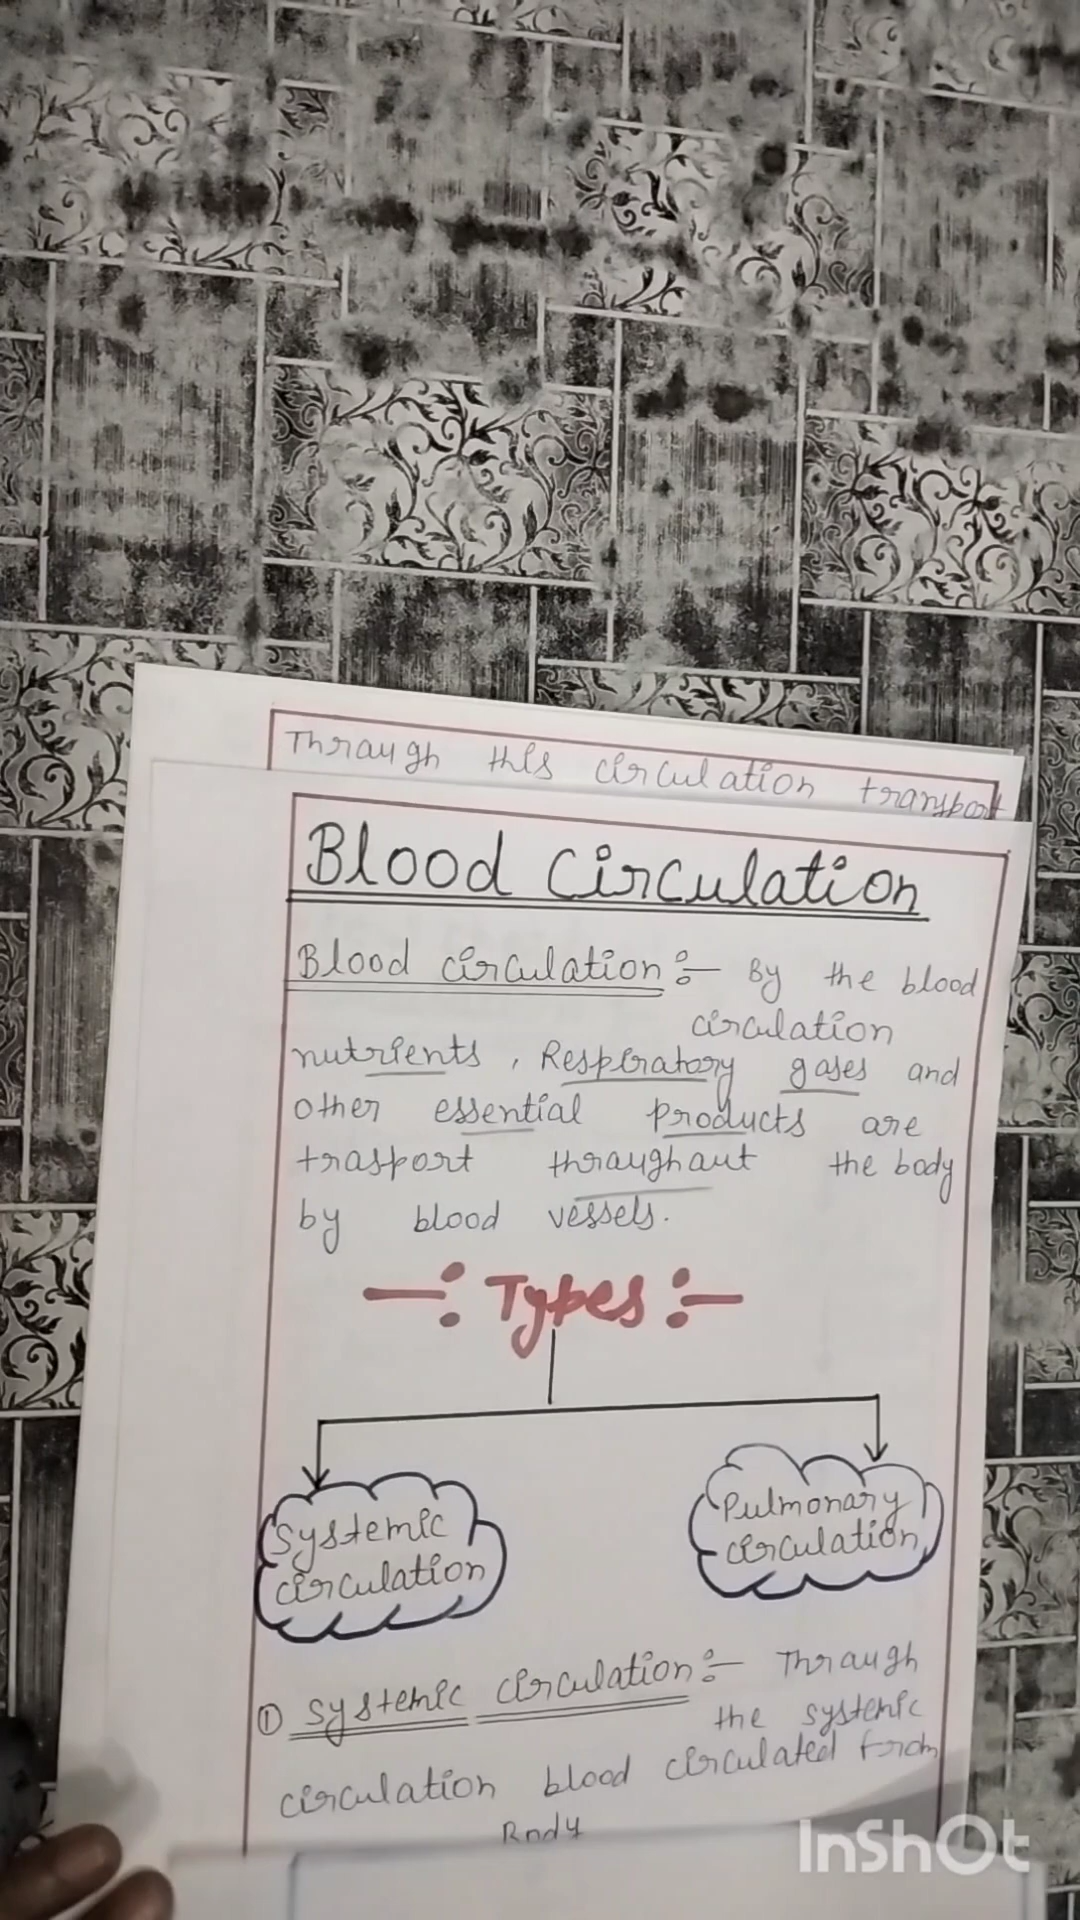 Through this circulation transport
Blood Circulation
Blood circulation :- By the blood
circulation
nutrients , Respiratory gases and
other essential products are
trasport throughout the body
by blood vessels.
-: Types :-
Systemic
circulation
Pulmonary
circulation
① systemic circulation :- Through
the systemic
circulation blood circulated from
Body
InShOt